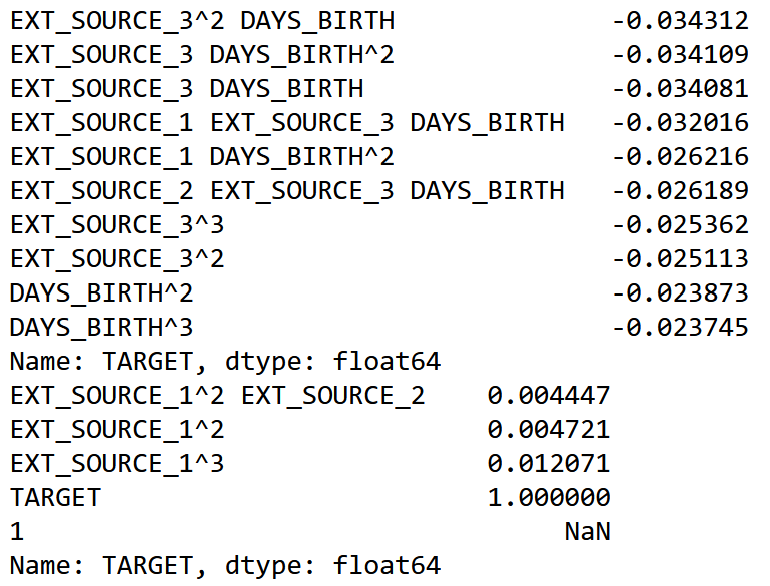 EXT_SOURCE_3^2 DAYS_BIRTH              -0.034312
EXT_SOURCE_3 DAYS_BIRTH^2              -0.034109
EXT_SOURCE_3 DAYS_BIRTH                -0.034081
EXT_SOURCE_1 EXT_SOURCE_3 DAYS_BIRTH   -0.032016
EXT_SOURCE_1 DAYS_BIRTH^2              -0.026216
EXT_SOURCE_2 EXT_SOURCE_3 DAYS_BIRTH   -0.026189
EXT_SOURCE_3^3                         -0.025362
EXT_SOURCE_3^2                         -0.025113
DAYS_BIRTH^2                           -0.023873
DAYS_BIRTH^3                           -0.023745
Name: TARGET, dtype: float64
EXT_SOURCE_1^2 EXT_SOURCE_2    0.004447
EXT_SOURCE_1^2                 0.004721
EXT_SOURCE_1^3                 0.012071
TARGET                         1.000000
1                                   NaN
Name: TARGET, dtype: float64